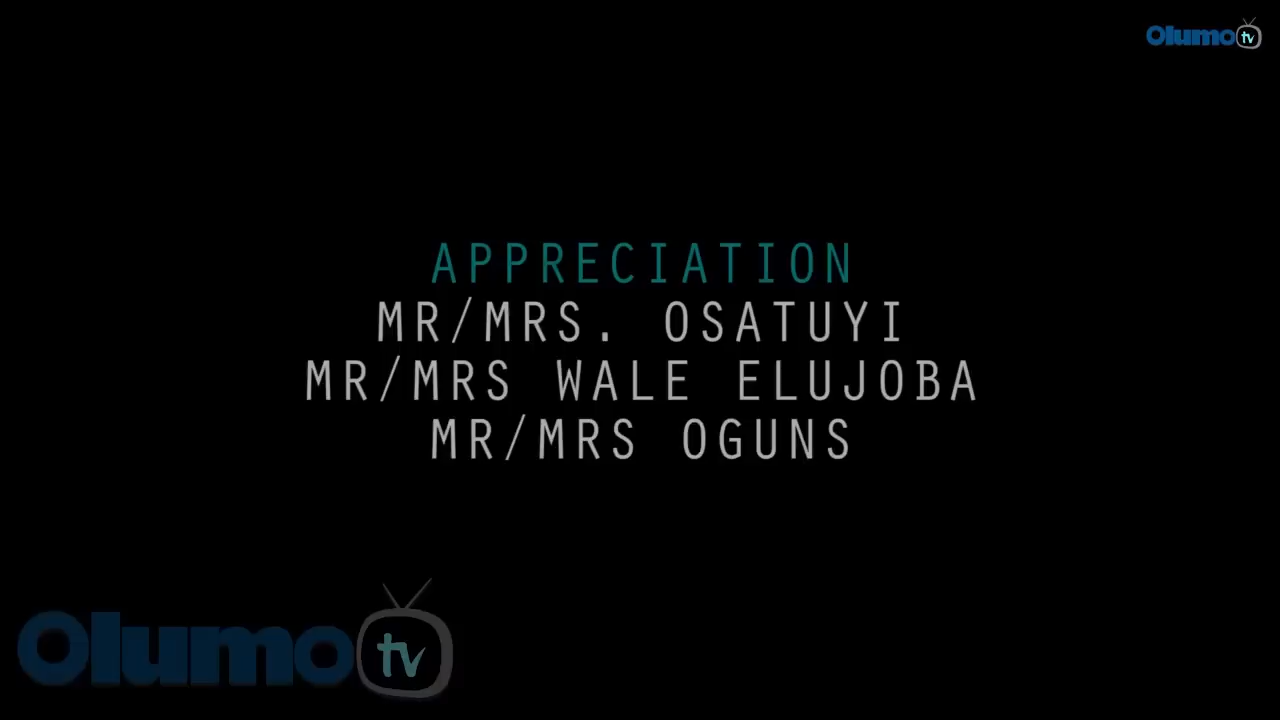 Olumo tv
APPRECIATION
MR/MRS. OSATUYI
MR/MRS WALE ELUJOBA
MR/MRS OGUNS
Olumo tv